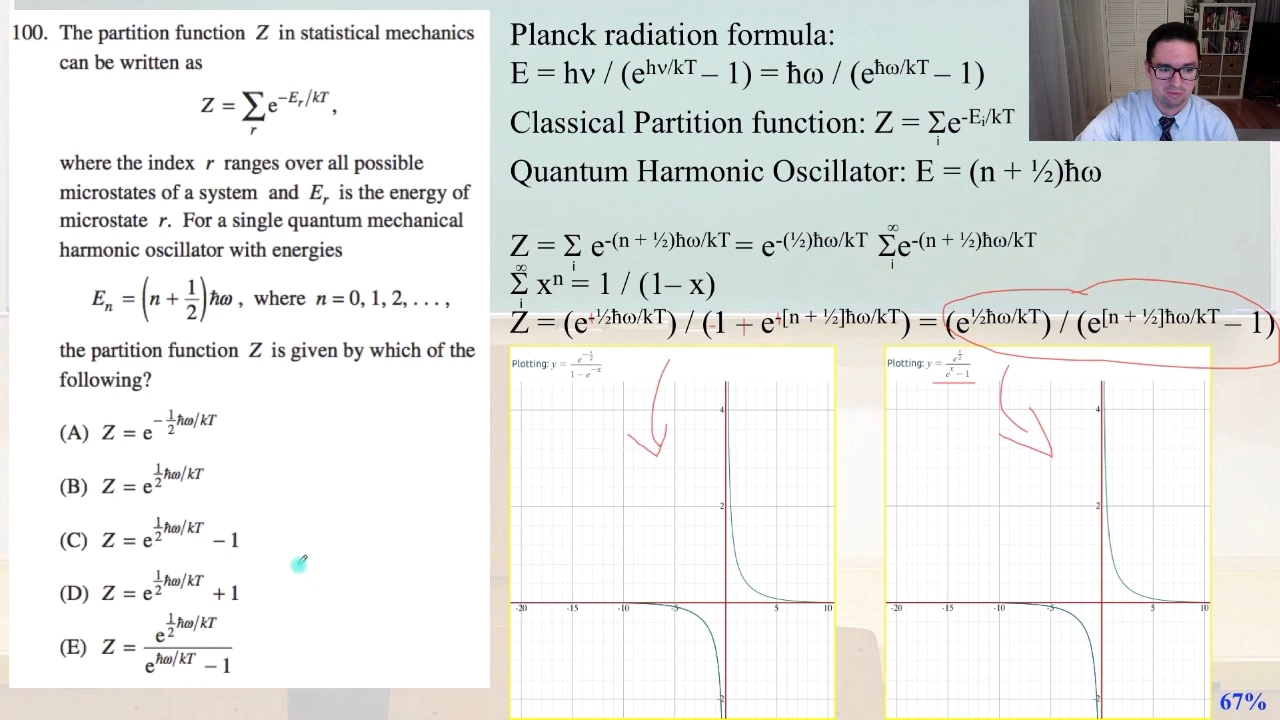 100. The partition function Z in statistical mechanics
can be written as
Z = Σ e^(-E_r/kT),
r
where the index r ranges over all possible
microstates of a system and E_r is the energy of
microstate r. For a single quantum mechanical
harmonic oscillator with energies
E_n = (n + 1/2)ħω, where n = 0, 1, 2, . . . ,
the partition function Z is given by which of the
following?
(A) Z = e^(-1/2 ħω/kT)
(B) Z = e^(1/2 ħω/kT)
(C) Z = e^(1/2 ħω/kT) − 1
(D) Z = e^(1/2 ħω/kT) + 1
(E) Z = e^(1/2 ħω/kT) / (e^(ħω/kT) − 1)
Planck radiation formula:
E = hν / (e^(hν/kT) – 1) = ħω / (e^(ħω/kT) – 1)
Classical Partition function: Z = Σe^(-E_i/kT)
i
Quantum Harmonic Oscillator: E = (n + ½)ħω
∞
Z = Σ e^(-(n + ½)ħω/kT) = e^(-(½)ħω/kT) Σe^(-(n + ½)ħω/kT)
i i
∞
Σ xⁿ = 1 / (1– x)
i
Z = (e^(-½ħω/kT)) / (1 – e^(-[n + ½]ħω/kT)) = (e^(½ħω/kT)) / (e^([n + ½]ħω/kT) – 1)
Plotting: y = e^(-x/2) / (1 − e^(-x))
4
2
-20 -15 -10 -5 5 10
-2
Plotting: y = e^(x/2) / (e^x − 1)
4
2
-20 -15 -10 -5 5 10
-2
67%